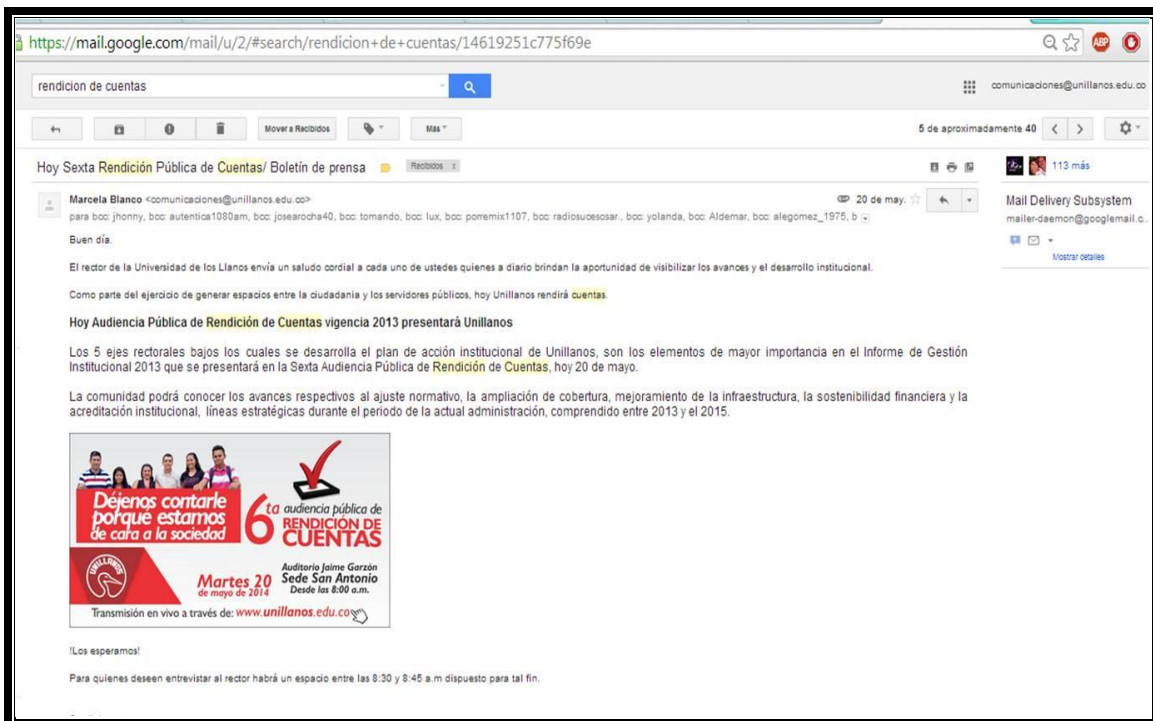 https://mail.google.com/mail/u/2/#search/rendicion+de+cuentas/14619251c775f69e
ABP
rendicion de cuentas
comunicaciones@unillanos.edu.co
Mover a Recibidos
Más
5 de aproximadamente 40
Hoy Sexta Rendición Pública de Cuentas/ Boletín de prensa
Recibidos x
113 más
Marcela Blanco <comunicaciones@unillanos.edu.co>
20 de may.
Mail Delivery Subsystem
para bcc: jhonny, bcc: autentica1080am, bcc: josearocha40, bcc: tomando, bcc: lux, bcc: porremix1107, bcc: radiosucesosar., bcc: yolanda, bcc: Aldemar, bcc: alegomez_1975, b
mailer-daemon@googlemail.c..
Mostrar detalles
Buen día.
El rector de la Universidad de los Llanos envía un saludo cordial a cada uno de ustedes quienes a diario brindan la aportunidad de visibilizar los avances y el desarrollo institucional.
Como parte del ejercicio de generar espacios entre la ciudadania y los servidores públicos, hoy Unillanos rendirá cuentas.
Hoy Audiencia Pública de Rendición de Cuentas vigencia 2013 presentará Unillanos
Los 5 ejes rectorales bajos los cuales se desarrolla el plan de acción institucional de Unillanos, son los elementos de mayor importancia en el Informe de Gestión
Institucional 2013 que se presentará en la Sexta Audiencia Pública de Rendición de Cuentas, hoy 20 de mayo.
La comunidad podrá conocer los avances respectivos al ajuste normativo, la ampliación de cobertura, mejoramiento de la infraestructura, la sostenibilidad financiera y la
acreditación institucional, líneas estratégicas durante el periodo de la actual administración, comprendido entre 2013 y el 2015.
Déjenos contarle
porqué estamos
de cara a la sociedad
6ta audiencia pública de
RENDICIÓN DE
CUENTAS
UNILLANOS
Martes 20
de mayo de 2014
Auditorio Jaime Garzón
Sede San Antonio
Desde las 8:00 a.m.
Transmisión en vivo a través de: www.unillanos.edu.co
!Los esperamos!
Para quienes deseen entrevistar al rector habrá un espacio entre las 8:30 y 8:45 a.m dispuesto para tal fin.